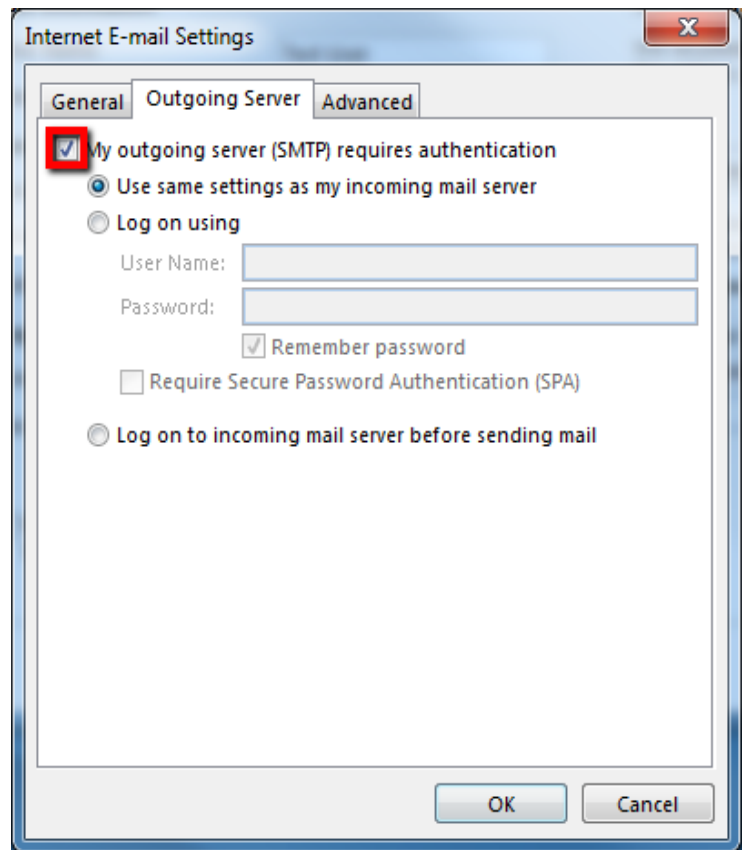 Internet E-mail Settings
General Outgoing Server Advanced
My outgoing server (SMTP) requires authentication
Use same settings as my incoming mail server
Log on using
User Name:
Password:
Remember password
Require Secure Password Authentication (SPA)
Log on to incoming mail server before sending mail
OK Cancel